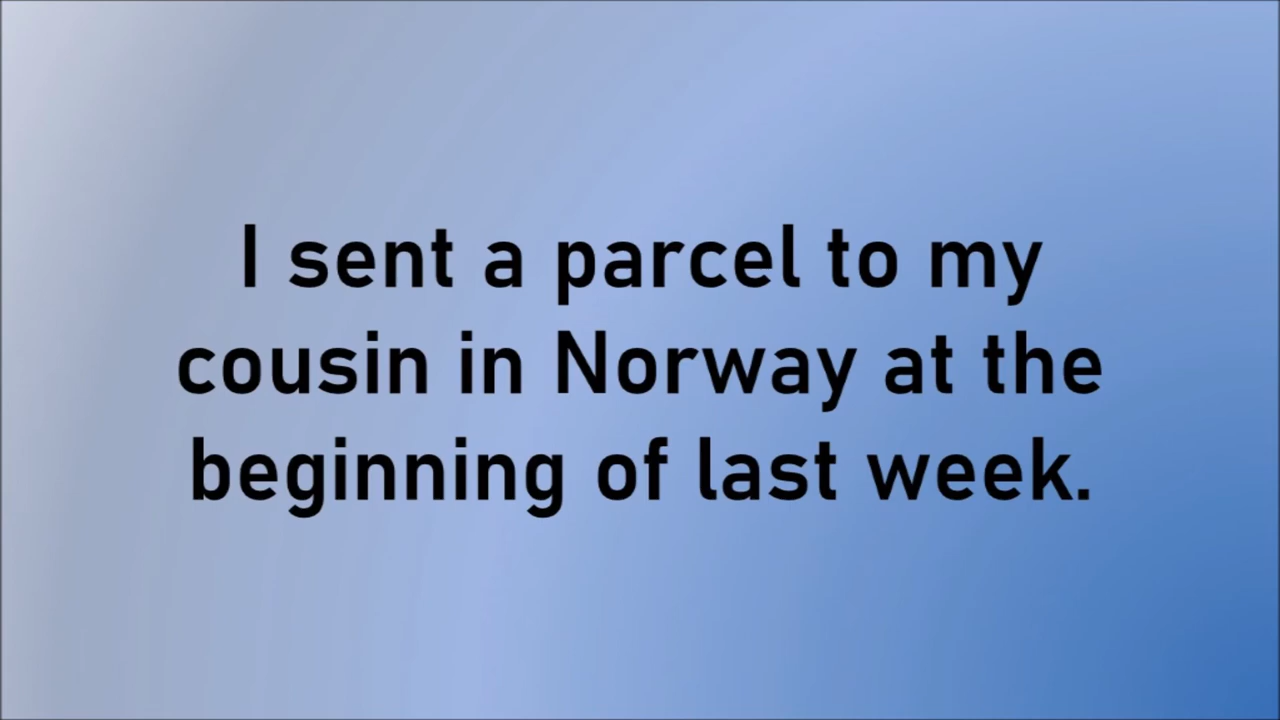 I sent a parcel to my
cousin in Norway at the
beginning of last week.